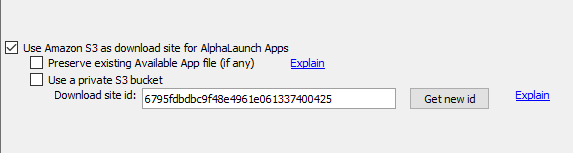 Use Amazon S3 as download site for AlphaLaunch Apps
Preserve existing Available App file (if any) Explain
Use a private S3 bucket
Download site id: 6795fdbdbc9f48e4961e061337400425 Get new id Explain